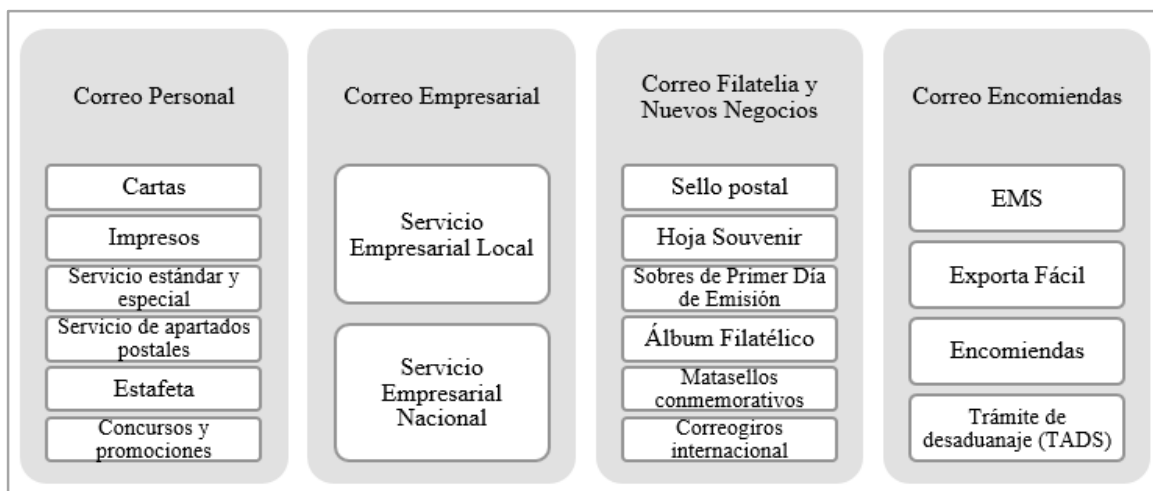 Correo Personal
Cartas
Impresos
Servicio estándar y
especial
Servicio de apartados
postales
Estafeta
Concursos y
promociones
Correo Empresarial
Servicio
Empresarial Local
Servicio
Empresarial
Nacional
Correo Filatelia y
Nuevos Negocios
Sello postal
Hoja Souvenir
Sobres de Primer Día
de Emisión
Álbum Filatélico
Matasellos
conmemorativos
Correogiros
internacional
Correo Encomiendas
EMS
Exporta Fácil
Encomiendas
Trámite de
desaduanaje (TADS)